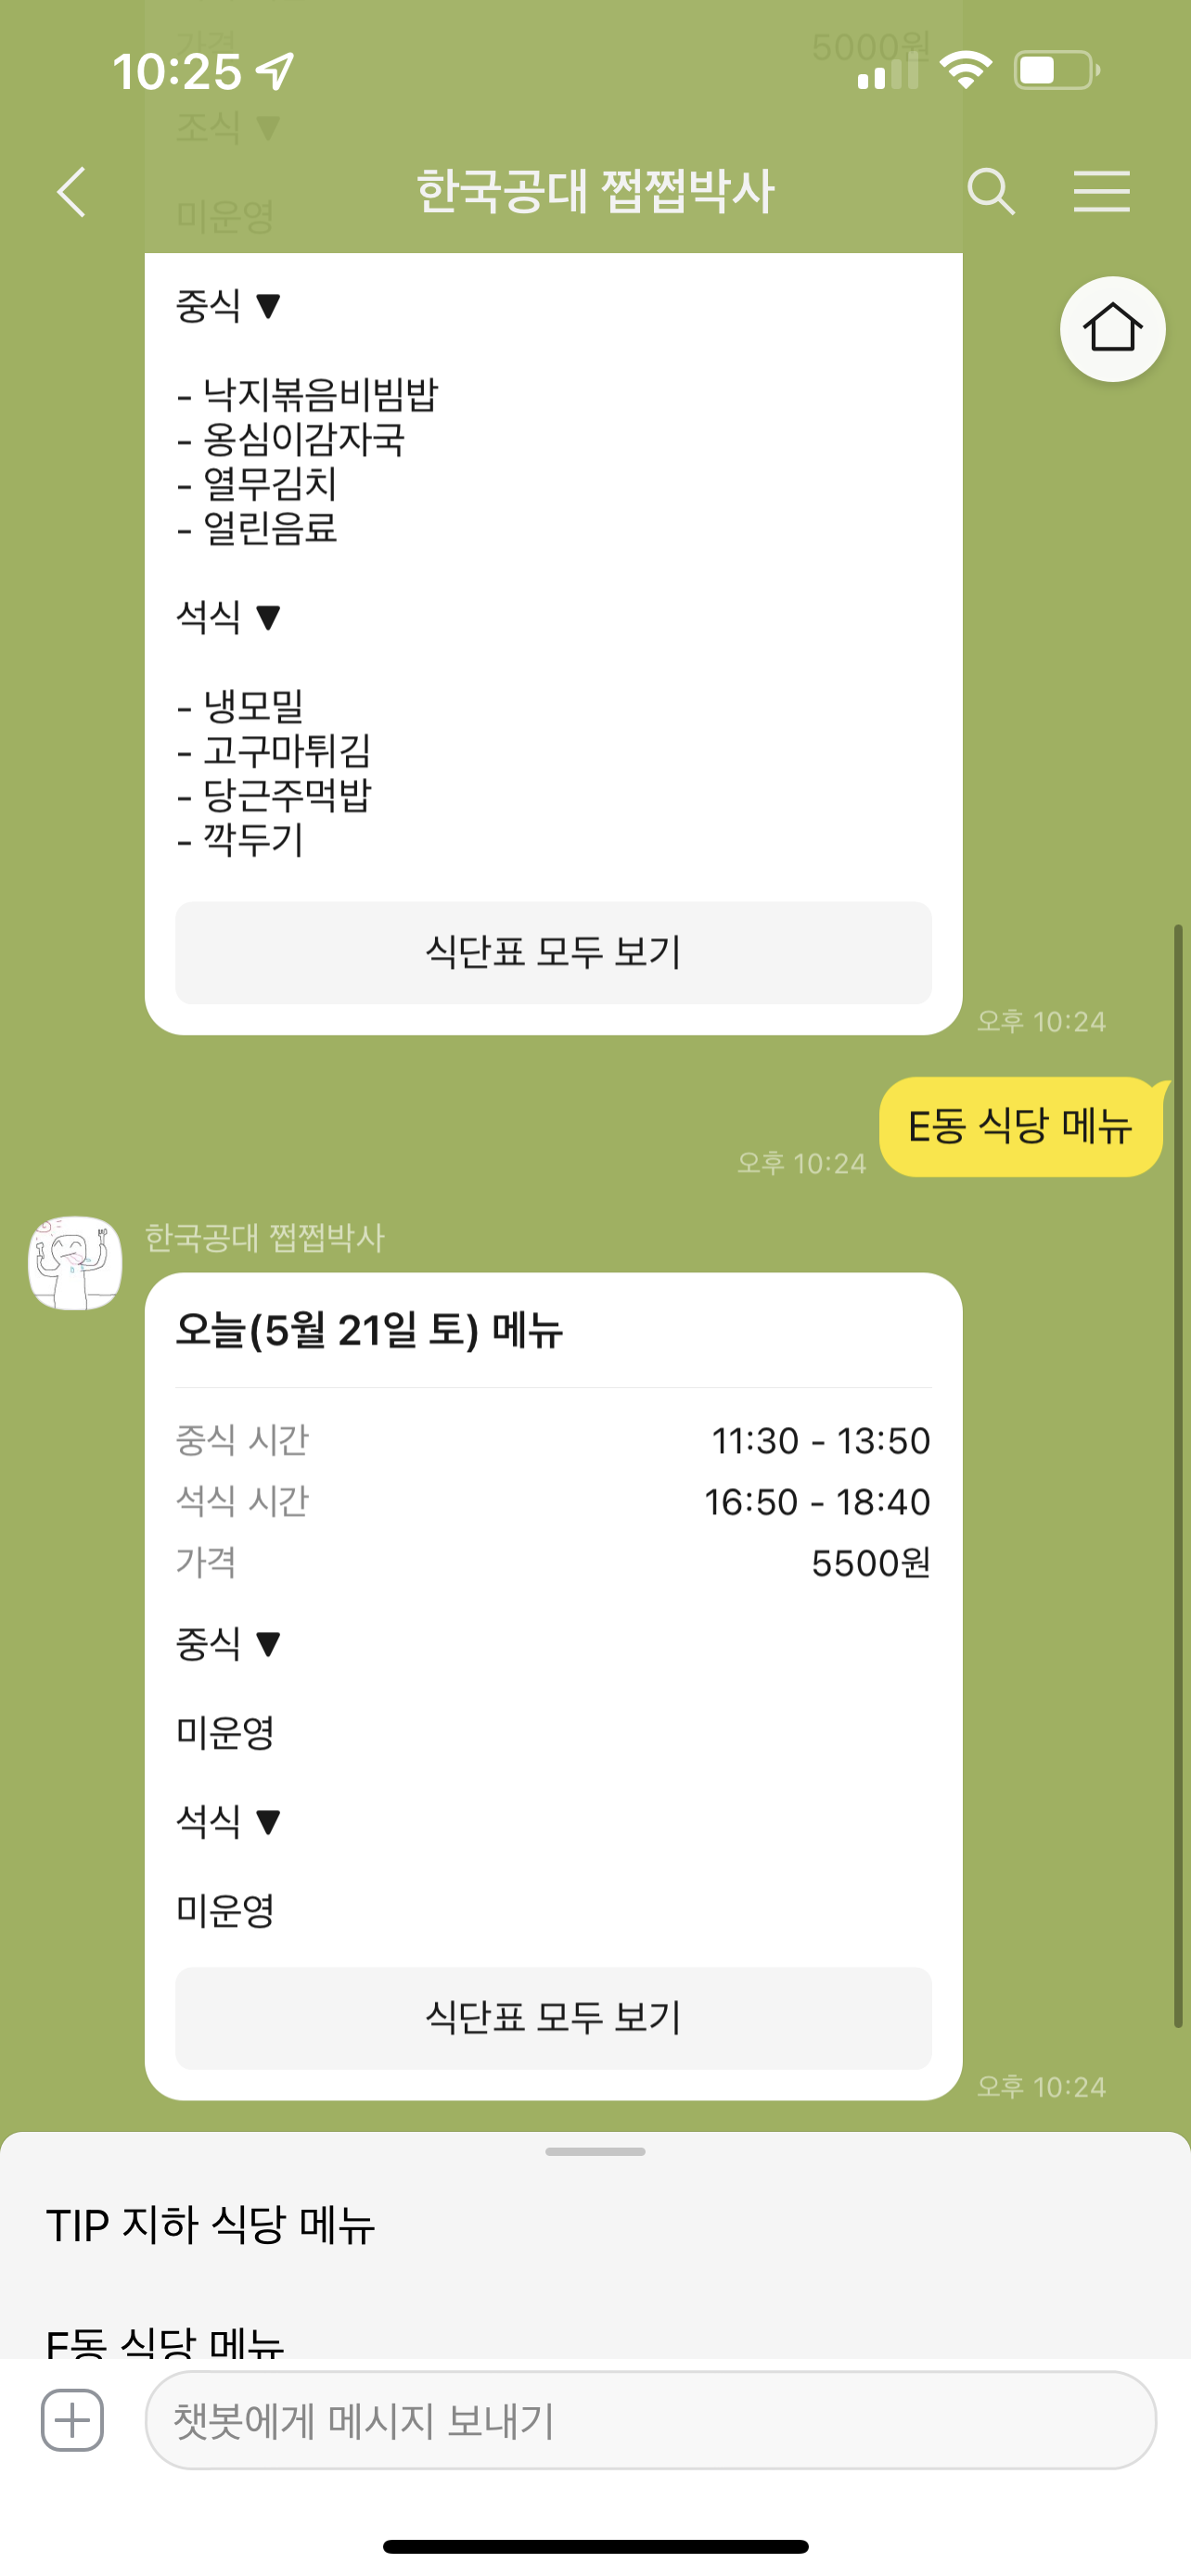 10:25
가격 5000원
조식 ▼
한국공대 쩝쩝박사
미운영
중식 ▼
- 낙지볶음비빔밥
- 옹심이감자국
- 열무김치
- 얼린음료
석식 ▼
- 냉모밀
- 고구마튀김
- 당근주먹밥
- 깍두기
식단표 모두 보기
오후 10:24
E동 식당 메뉴
오후 10:24
한국공대 쩝쩝박사
오늘(5월 21일 토) 메뉴
중식 시간 11:30 - 13:50
석식 시간 16:50 - 18:40
가격 5500원
중식 ▼
미운영
석식 ▼
미운영
식단표 모두 보기
오후 10:24
TIP 지하 식당 메뉴
E동 식당 메뉴
챗봇에게 메시지 보내기